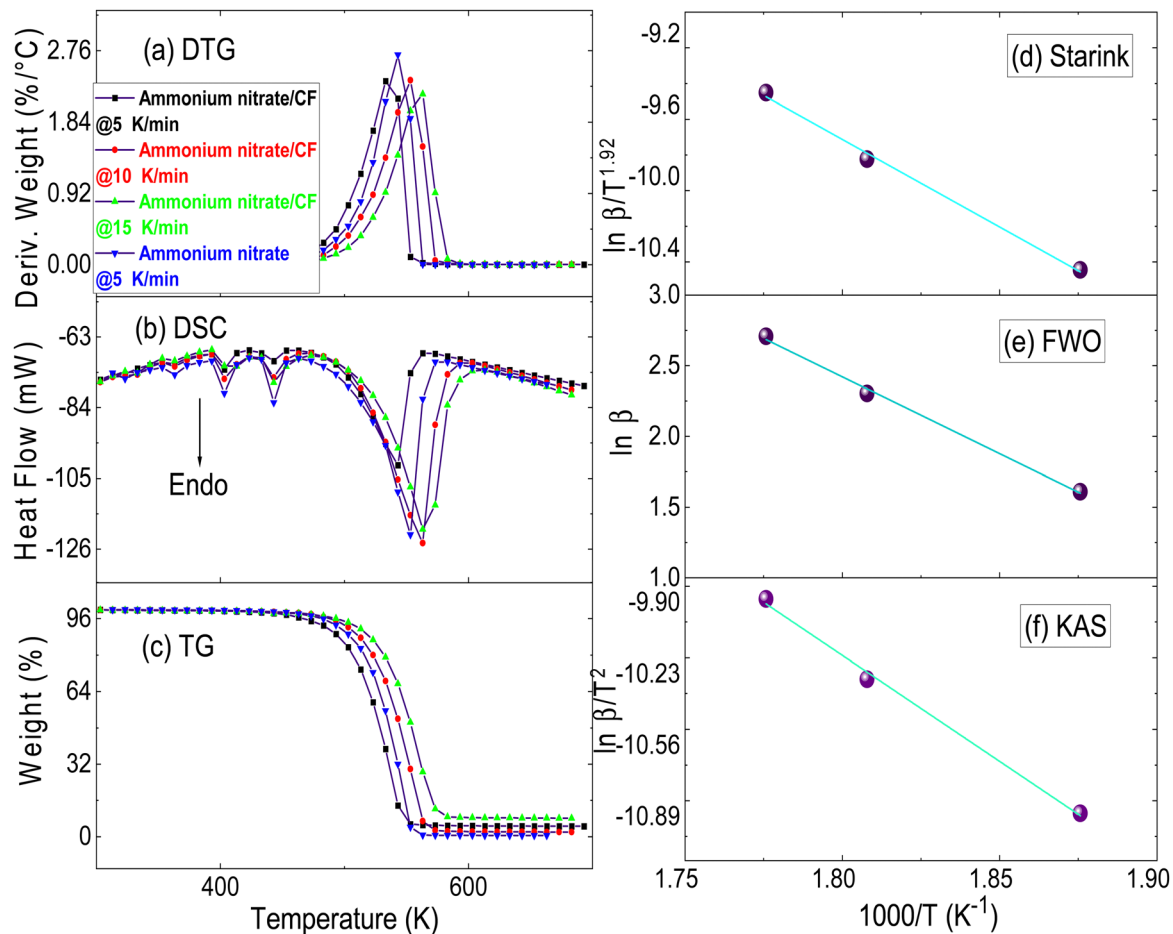 (a) DTG
Deriv. Weight (%/°C)
2.76
1.84
0.92
0.00
Ammonium nitrate/CF
@5 K/min
Ammonium nitrate/CF
@10 K/min
Ammonium nitrate/CF
@15 K/min
Ammonium nitrate
@5 K/min
(b) DSC
Heat Flow (mW)
-63
-84
-105
-126
Endo
(c) TG
Weight (%)
96
64
32
0
400
600
Temperature (K)
(d) Starink
ln β/T^1.92
-9.2
-9.6
-10.0
-10.4
(e) FWO
ln β
3.0
2.5
2.0
1.5
1.0
(f) KAS
ln β/T²
-9.90
-10.23
-10.56
-10.89
1.75
1.80
1.85
1.90
1000/T (K⁻¹)